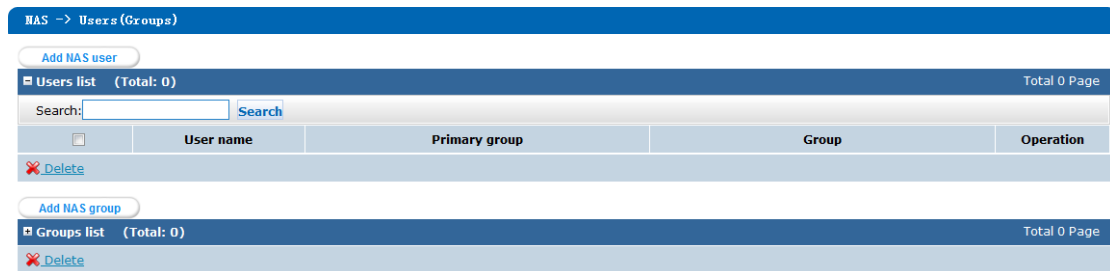 NAS -> Users(Groups)
Add NAS user
Users list (Total: 0) Total 0 Page
Search: Search
User name Primary group Group Operation
Delete
Add NAS group
Groups list (Total: 0) Total 0 Page
Delete